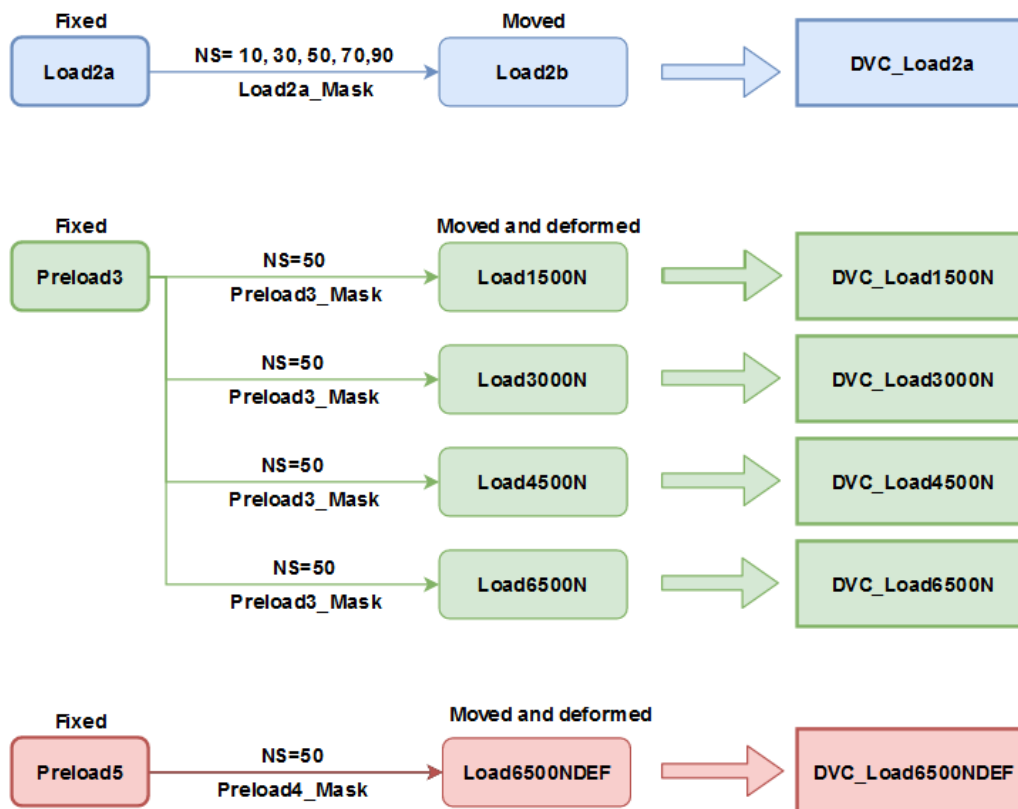 Fixed
Moved
Load2a
NS= 10, 30, 50, 70,90
Load2a_Mask
Load2b
DVC_Load2a
Fixed
Moved and deformed
Preload3
NS=50
Preload3_Mask
Load1500N
DVC_Load1500N
NS=50
Preload3_Mask
Load3000N
DVC_Load3000N
NS=50
Preload3_Mask
Load4500N
DVC_Load4500N
NS=50
Preload3_Mask
Load6500N
DVC_Load6500N
Fixed
Moved and deformed
Preload5
NS=50
Preload4_Mask
Load6500NDEF
DVC_Load6500NDEF